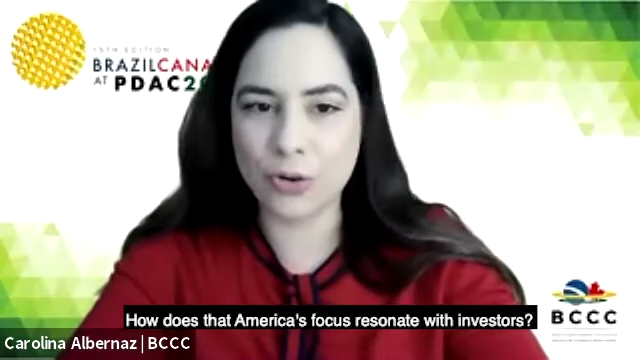 15TH EDITION
BRAZILCANA
AT PDAC20
How does that America's focus resonate with investors?
BCCC
Carolina Albernaz | BCCC